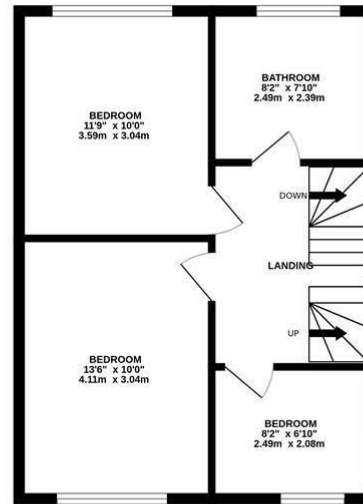 BEDROOM
11'9" x 10'0"
3.59m x 3.04m
BATHROOM
8'2" x 7'10"
2.49m x 2.39m
DOWN
LANDING
UP
BEDROOM
13'6" x 10'0"
4.11m x 3.04m
BEDROOM
8'2" x 6'10"
2.49m x 2.08m